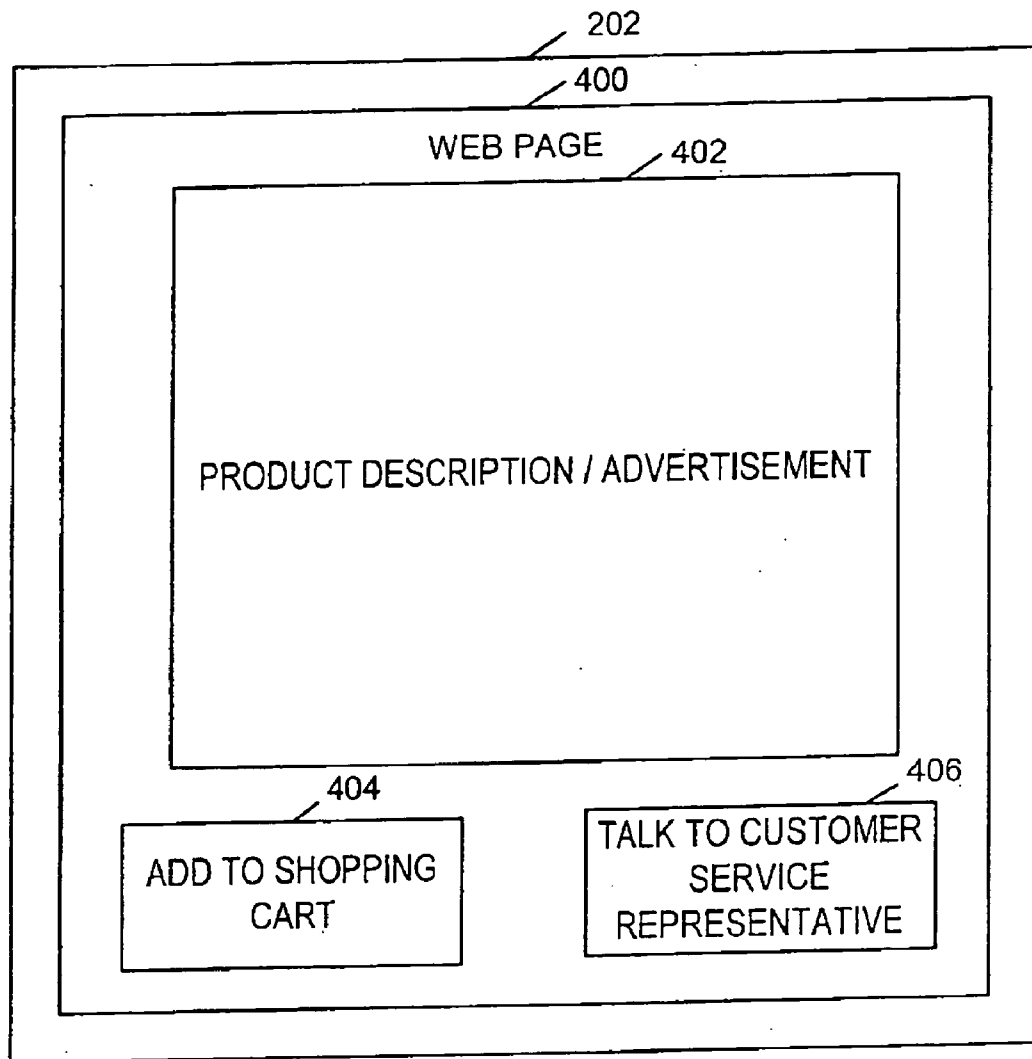 202
400
WEB PAGE
402
PRODUCT DESCRIPTION / ADVERTISEMENT
404
406
ADD TO SHOPPING
CART
TALK TO CUSTOMER
SERVICE
REPRESENTATIVE